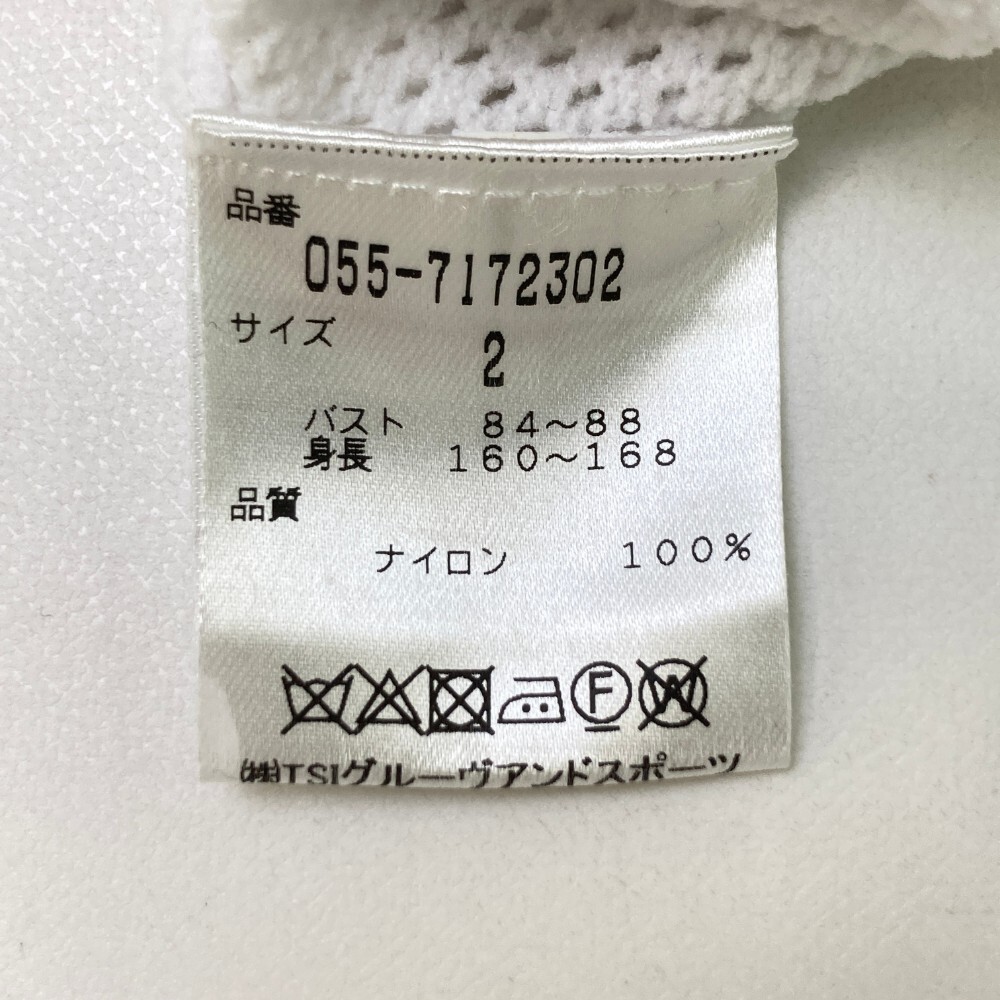 品番
055-7172302
サイズ
2
バスト 84～88
身長 160～168
品質
ナイロン 100%
F W
㈱TSIグルーヴアンドスポーツ